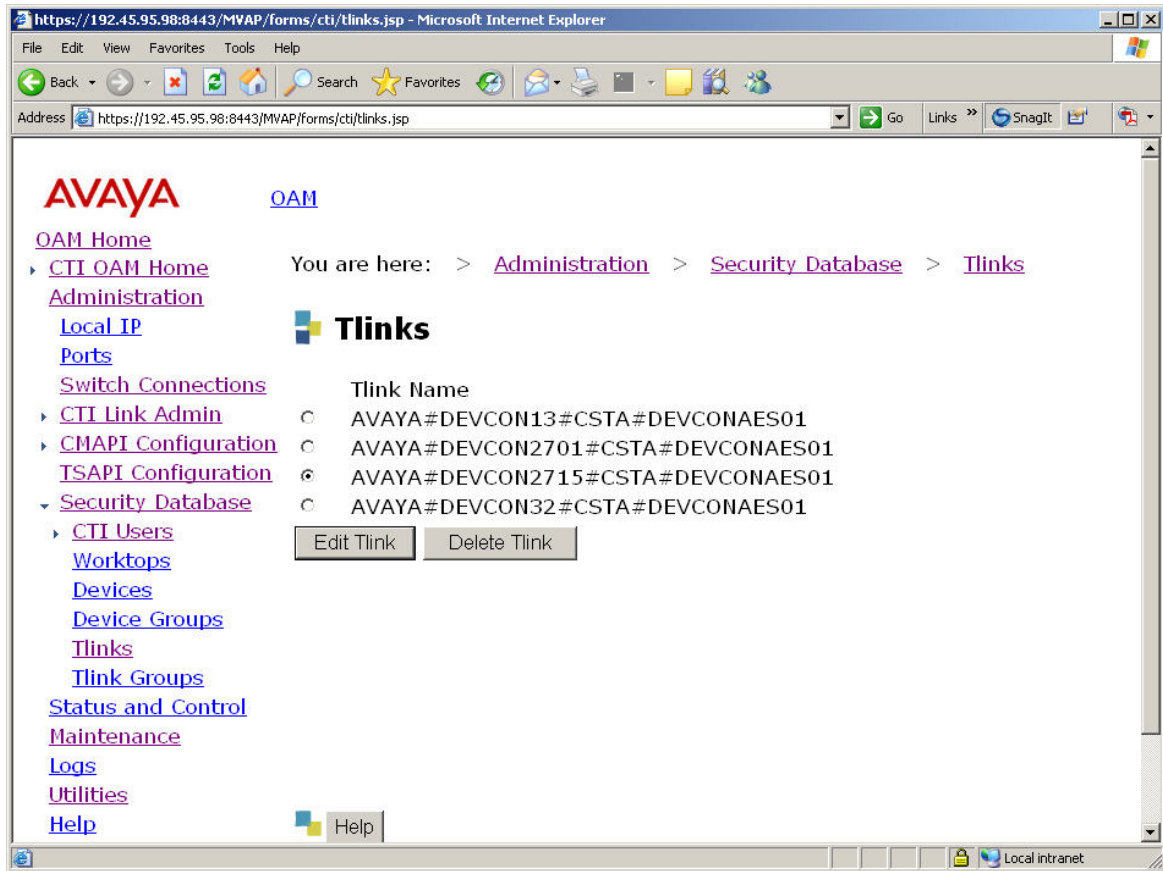 https://192.45.95.98:8443/MVAP/forms/cti/tlinks.jsp - Microsoft Internet Explorer
File Edit View Favorites Tools Help
Back Search Favorites
Address https://192.45.95.98:8443/MVAP/forms/cti/tlinks.jsp Go Links » SnagIt
AVAYA OAM
OAM Home
CTI OAM Home
Administration
Local IP
Ports
Switch Connections
CTI Link Admin
CMAPI Configuration
TSAPI Configuration
Security Database
CTI Users
Worktops
Devices
Device Groups
Tlinks
Tlink Groups
Status and Control
Maintenance
Logs
Utilities
Help
You are here: > Administration > Security Database > Tlinks
Tlinks
Tlink Name
AVAYA#DEVCON13#CSTA#DEVCONAES01
AVAYA#DEVCON2701#CSTA#DEVCONAES01
AVAYA#DEVCON2715#CSTA#DEVCONAES01
AVAYA#DEVCON32#CSTA#DEVCONAES01
Edit Tlink Delete Tlink
Help
Local intranet